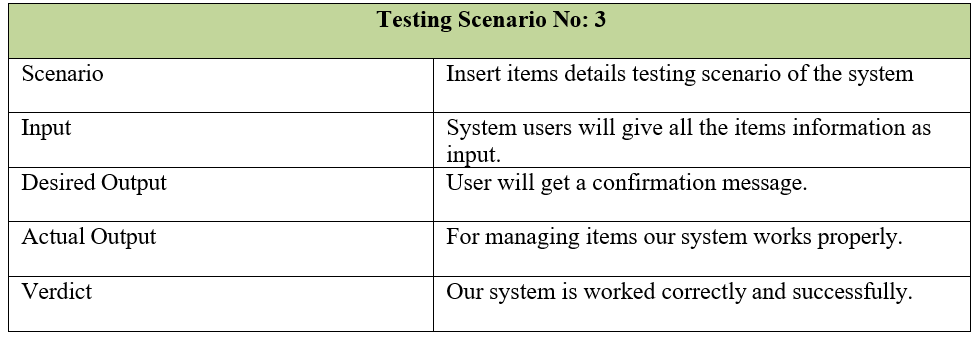 Testing Scenario No: 3
Scenario
Insert items details testing scenario of the system
Input
System users will give all the items information as
input.
Desired Output
User will get a confirmation message.
Actual Output
For managing items our system works properly.
Verdict
Our system is worked correctly and successfully.